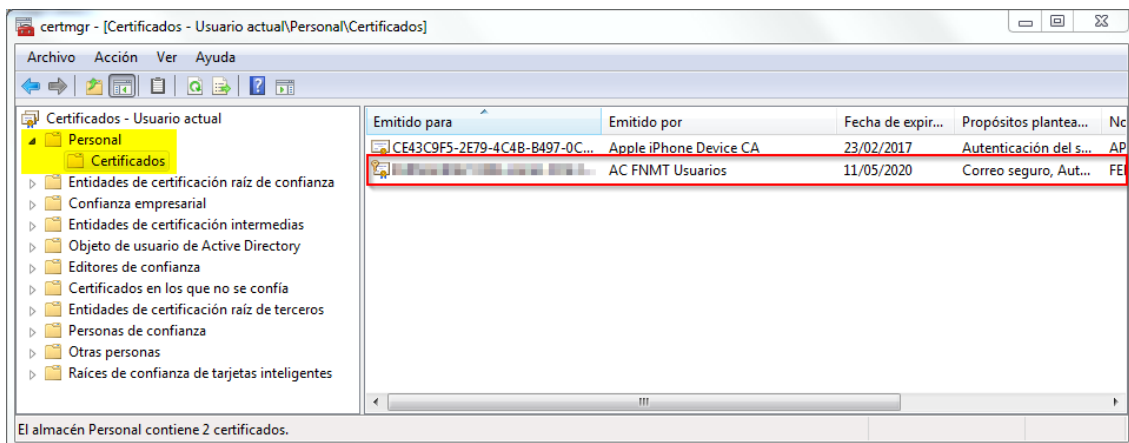 certmgr - [Certificados - Usuario actual\Personal\Certificados]
Archivo Acción Ver Ayuda
Certificados - Usuario actual
Personal
Certificados
Entidades de certificación raíz de confianza
Confianza empresarial
Entidades de certificación intermedias
Objeto de usuario de Active Directory
Editores de confianza
Certificados en los que no se confía
Entidades de certificación raíz de terceros
Personas de confianza
Otras personas
Raíces de confianza de tarjetas inteligentes
Emitido para Emitido por Fecha de expir... Propósitos plantea... Nc
CE43C9F5-2E79-4C4B-B497-0C... Apple iPhone Device CA 23/02/2017 Autenticación del s... AP
AC FNMT Usuarios 11/05/2020 Correo seguro, Aut... FEI
El almacén Personal contiene 2 certificados.